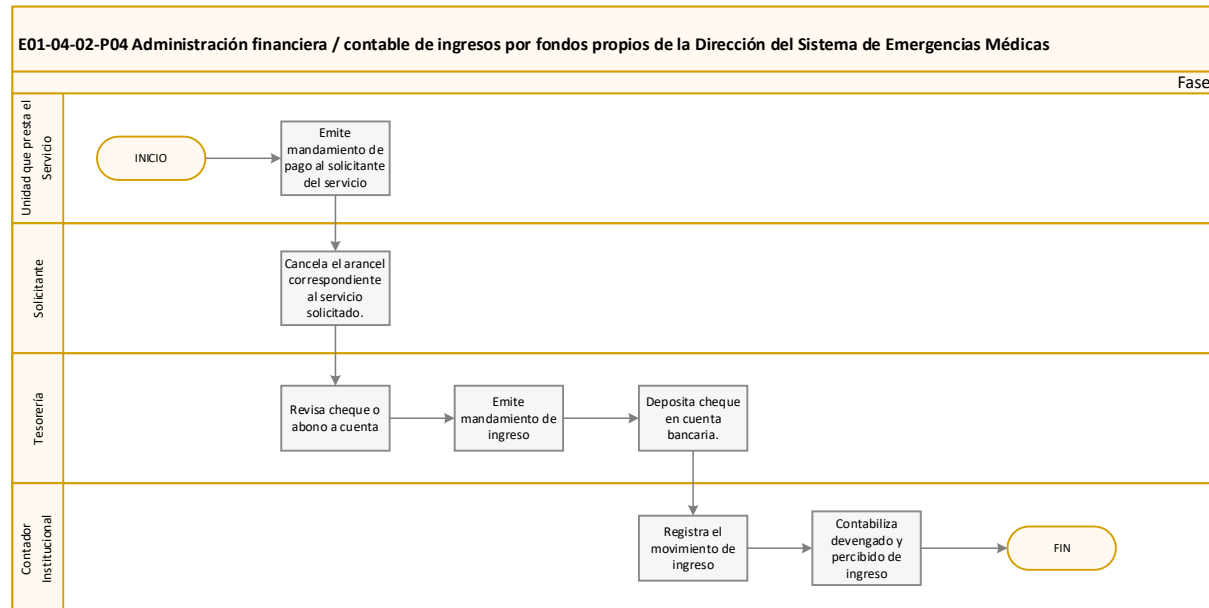 E01-04-02-P04 Administración financiera / contable de ingresos por fondos propios de la Dirección del Sistema de Emergencias Médicas
Fase
Unidad que presta el
Servicio
INICIO
Emite
mandamiento de
pago al solicitante
del servicio
Solicitante
Cancela el arancel
correspondiente
al servicio
solicitado.
Tesorería
Revisa cheque o
abono a cuenta
Emite
mandamiento de
ingreso
Deposita cheque
en cuenta
bancaria.
Contador
Institucional
Registra el
movimiento de
ingreso
Contabiliza
devengado y
percibido de
ingreso
FIN